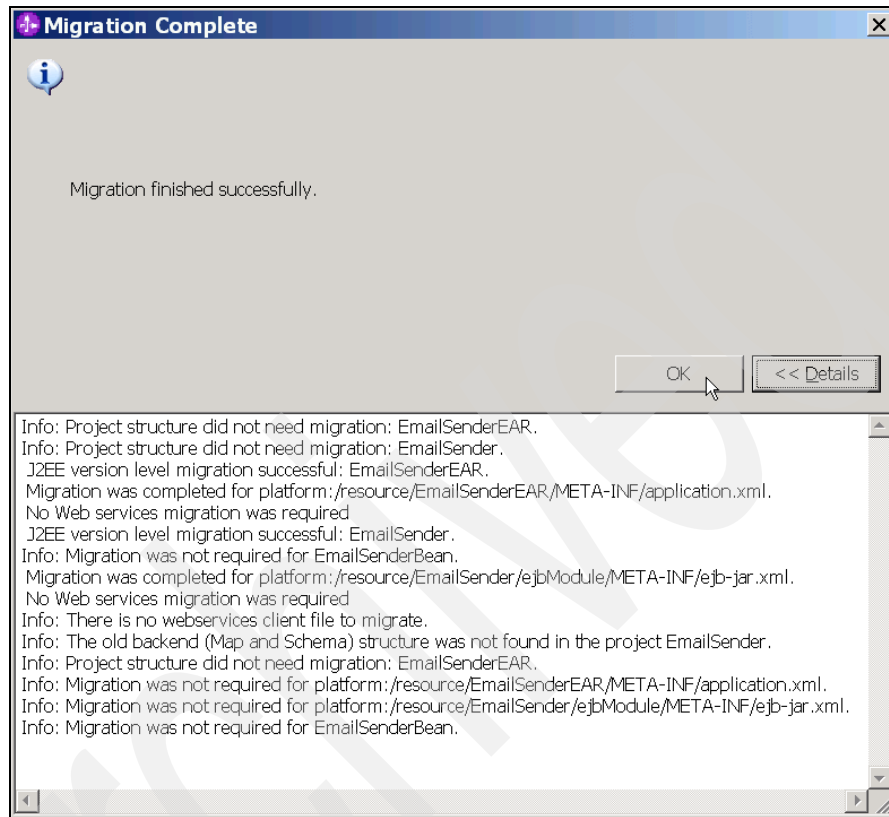 Migration Complete
Migration finished successfully.
OK
<< Details
Info: Project structure did not need migration: EmailSenderEAR.
Info: Project structure did not need migration: EmailSender.
J2EE version level migration successful: EmailSenderEAR.
Migration was completed for platform:/resource/EmailSenderEAR/META-INF/application.xml.
No Web services migration was required
J2EE version level migration successful: EmailSender.
Info: Migration was not required for EmailSenderBean.
Migration was completed for platform:/resource/EmailSender/ejbModule/META-INF/ejb-jar.xml.
No Web services migration was required
Info: There is no webservices client file to migrate.
Info: The old backend (Map and Schema) structure was not found in the project EmailSender.
Info: Project structure did not need migration: EmailSenderEAR.
Info: Migration was not required for platform:/resource/EmailSenderEAR/META-INF/application.xml.
Info: Migration was not required for platform:/resource/EmailSender/ejbModule/META-INF/ejb-jar.xml.
Info: Migration was not required for EmailSenderBean.